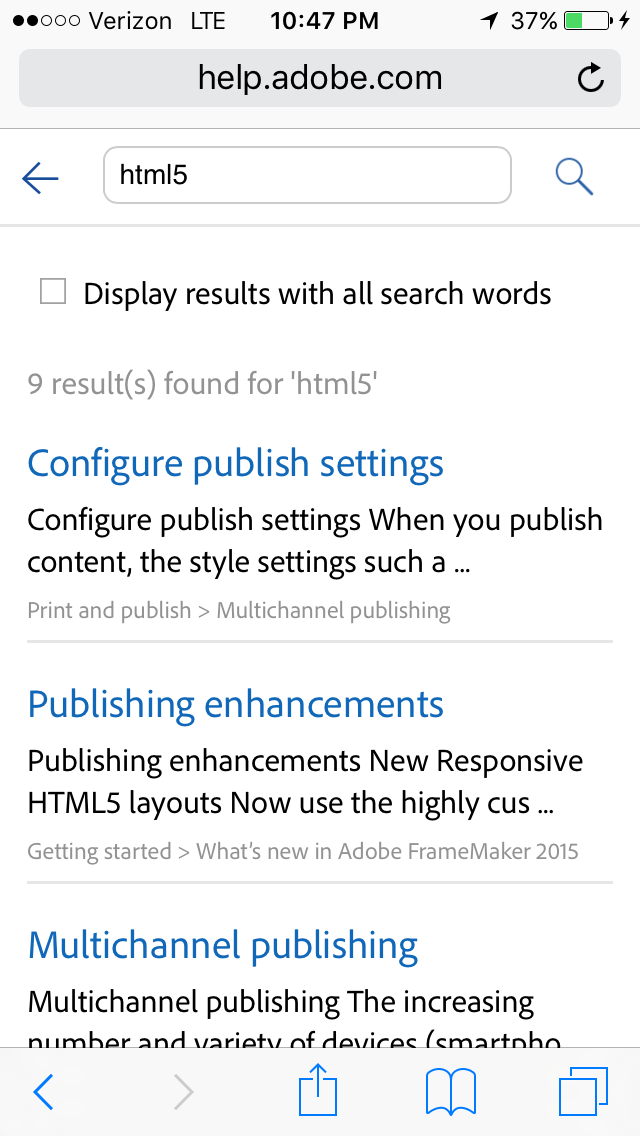 Verizon LTE 10:47 PM 37%
help.adobe.com
html5
Display results with all search words
9 result(s) found for 'html5'
Configure publish settings
Configure publish settings When you publish
content, the style settings such a ...
Print and publish > Multichannel publishing
Publishing enhancements
Publishing enhancements New Responsive
HTML5 layouts Now use the highly cus ...
Getting started > What's new in Adobe FrameMaker 2015
Multichannel publishing
Multichannel publishing The increasing
number and variety of devices (smartpho